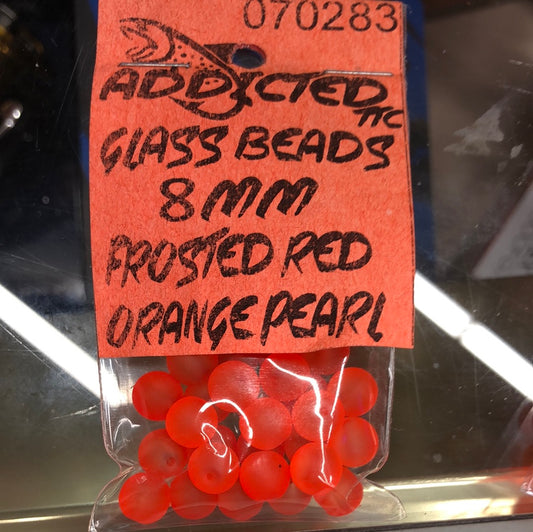 070283
ADDICTED
TTC
GLASS BEADS
8MM
FROSTED RED
ORANGE PEARL